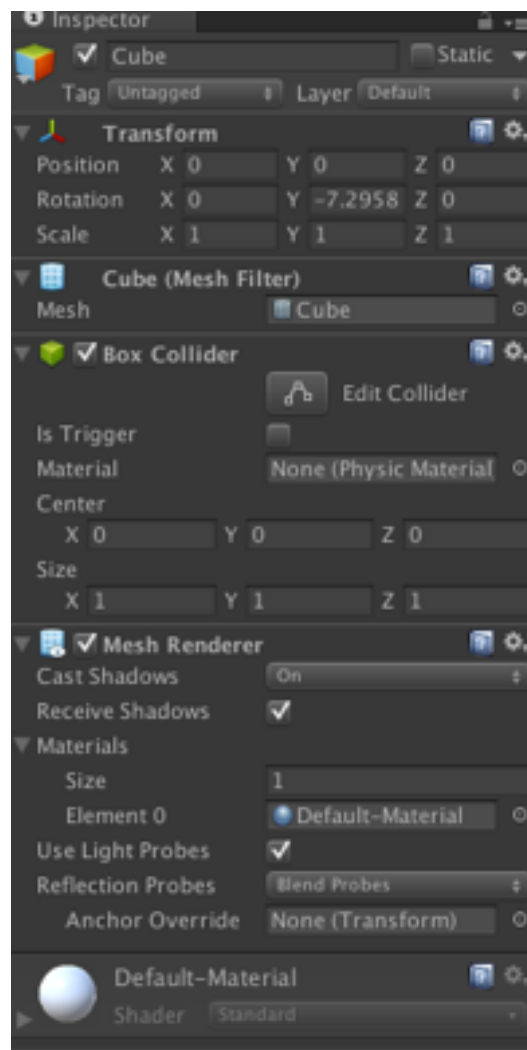 Inspector
Cube Static
Tag Untagged Layer Default
Transform
Position X 0 Y 0 Z 0
Rotation X 0 Y -7.2958 Z 0
Scale X 1 Y 1 Z 1
Cube (Mesh Filter)
Mesh Cube
Box Collider
Edit Collider
Is Trigger
Material None (Physic Material
Center
X 0 Y 0 Z 0
Size
X 1 Y 1 Z 1
Mesh Renderer
Cast Shadows On
Receive Shadows
Materials
Size 1
Element 0 Default-Material
Use Light Probes
Reflection Probes Blend Probes
Anchor Override None (Transform)
Default-Material
Shader Standard